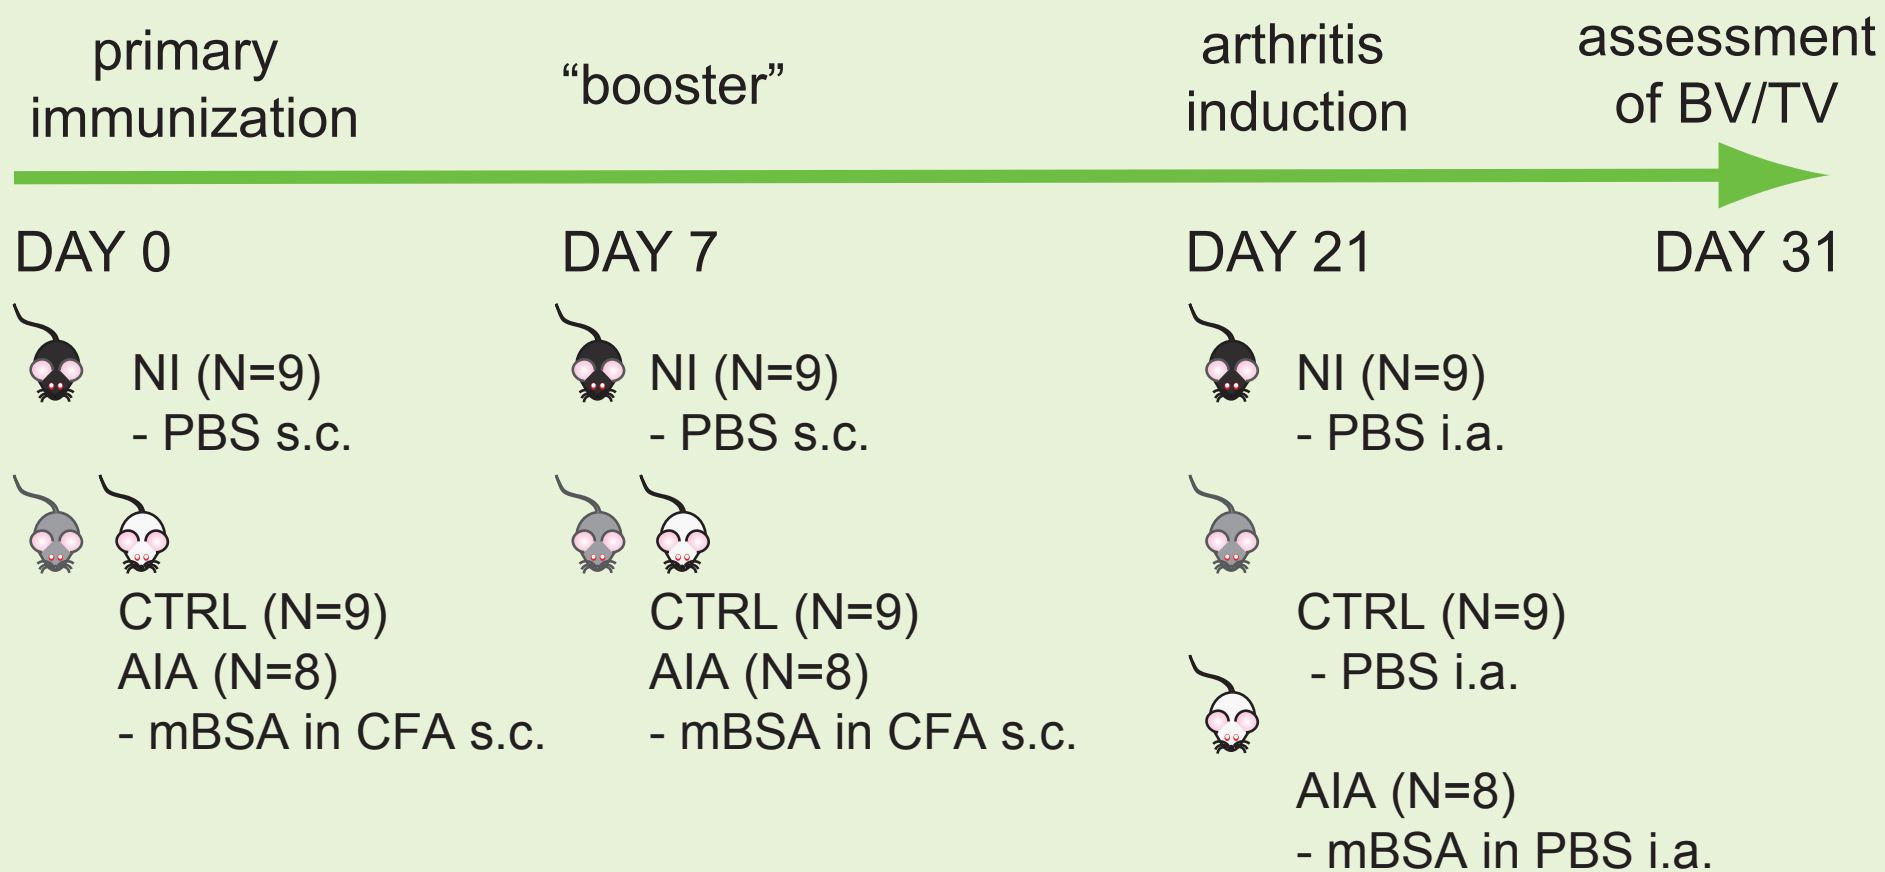 primary
immunization
“booster”
arthritis
induction
assessment
of BV/TV
DAY 0
DAY 7
DAY 21
DAY 31
NI (N=9)
- PBS s.c.
CTRL (N=9)
AIA (N=8)
- mBSA in CFA s.c.
NI (N=9)
- PBS s.c.
CTRL (N=9)
AIA (N=8)
- mBSA in CFA s.c.
NI (N=9)
- PBS i.a.
CTRL (N=9)
- PBS i.a.
AIA (N=8)
- mBSA in PBS i.a.